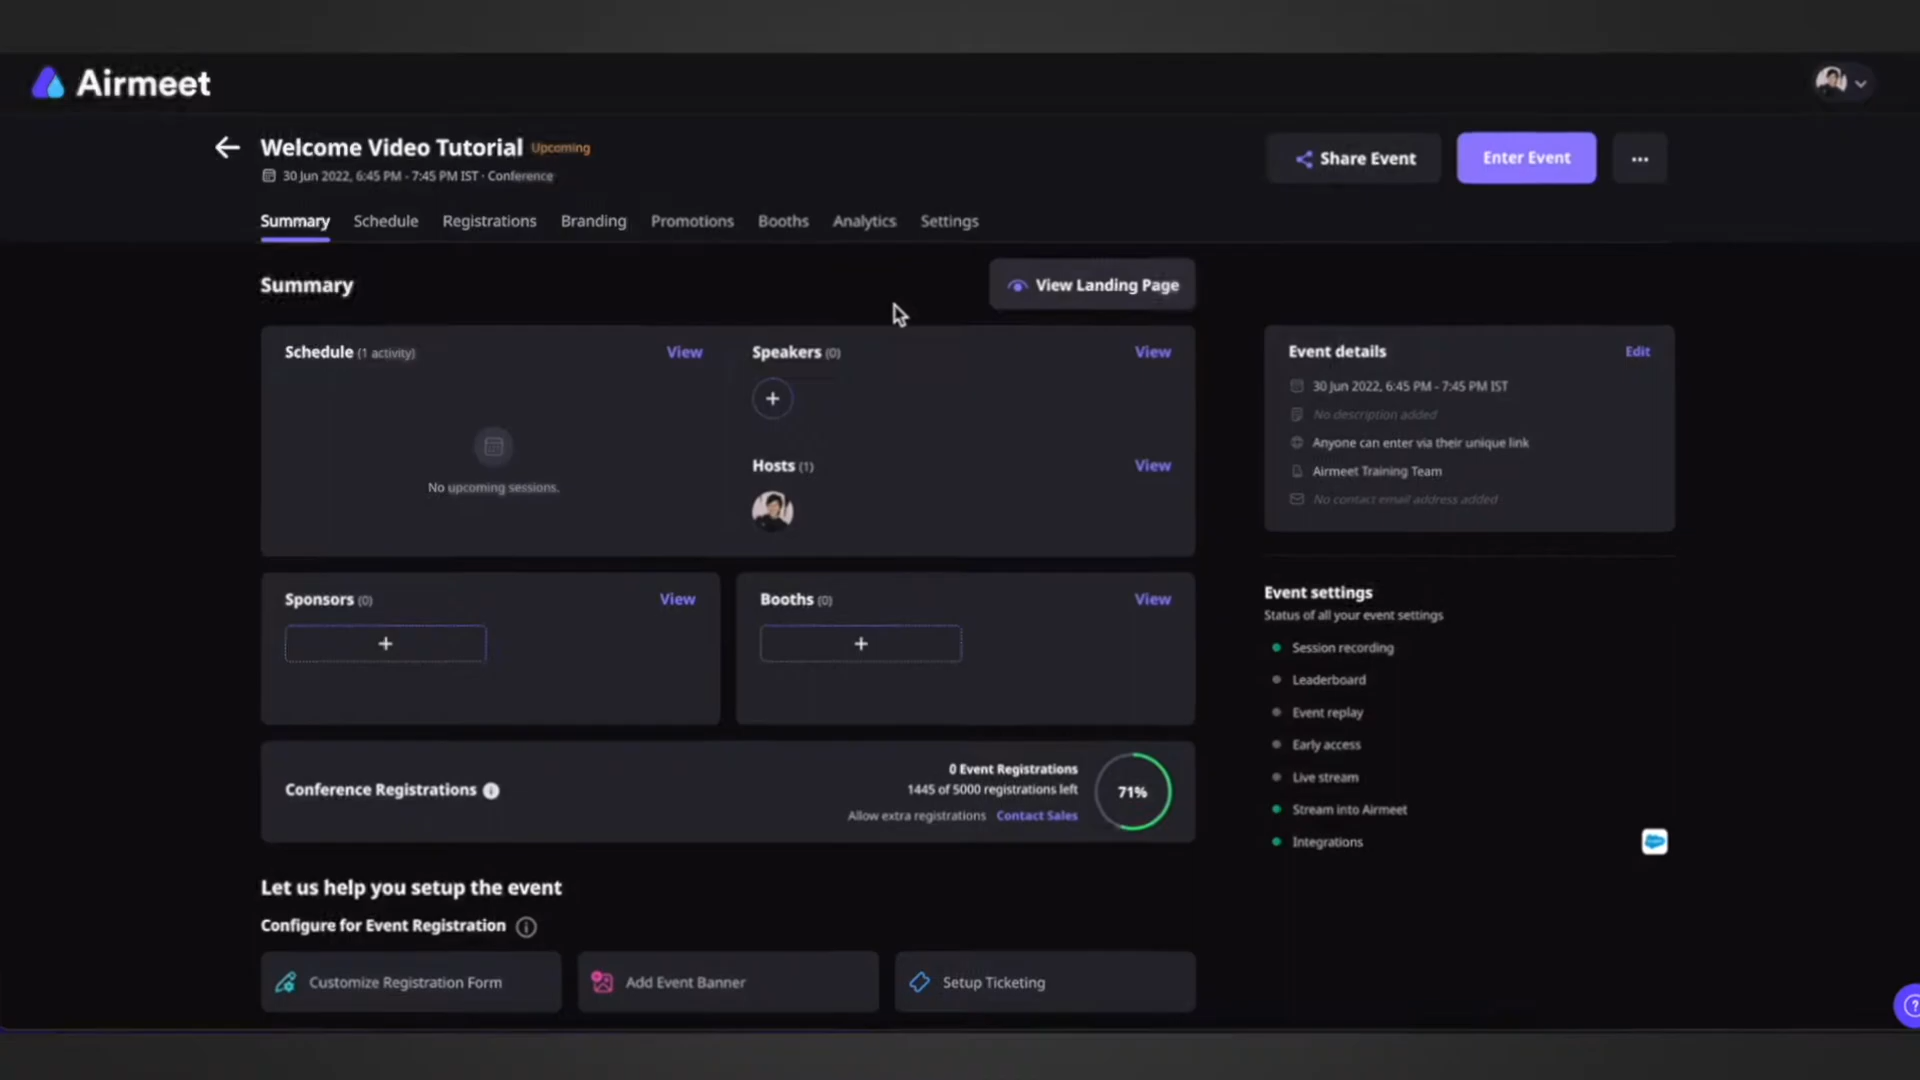 Airmeet
Welcome Video Tutorial Upcoming
30 Jun 2022, 6:45 PM - 7:45 PM IST · Conference
Share Event
Enter Event
Summary Schedule Registrations Branding Promotions Booths Analytics Settings
Summary
View Landing Page
Schedule (1 activity) View
No upcoming sessions.
Speakers (0) View
+
Hosts (1) View
Event details Edit
30 Jun 2022, 6:45 PM - 7:45 PM IST
No description added
Anyone can enter via their unique link
Airmeet Training Team
No contact email address added
Sponsors (0) View
+
Booths (0) View
+
Event settings
Status of all your event settings
Session recording
Leaderboard
Event replay
Early access
Live stream
Stream into Airmeet
Integrations
Conference Registrations
0 Event Registrations
1445 of 5000 registrations left
Allow extra registrations Contact Sales
71%
Let us help you setup the event
Configure for Event Registration
Customize Registration Form
Add Event Banner
Setup Ticketing